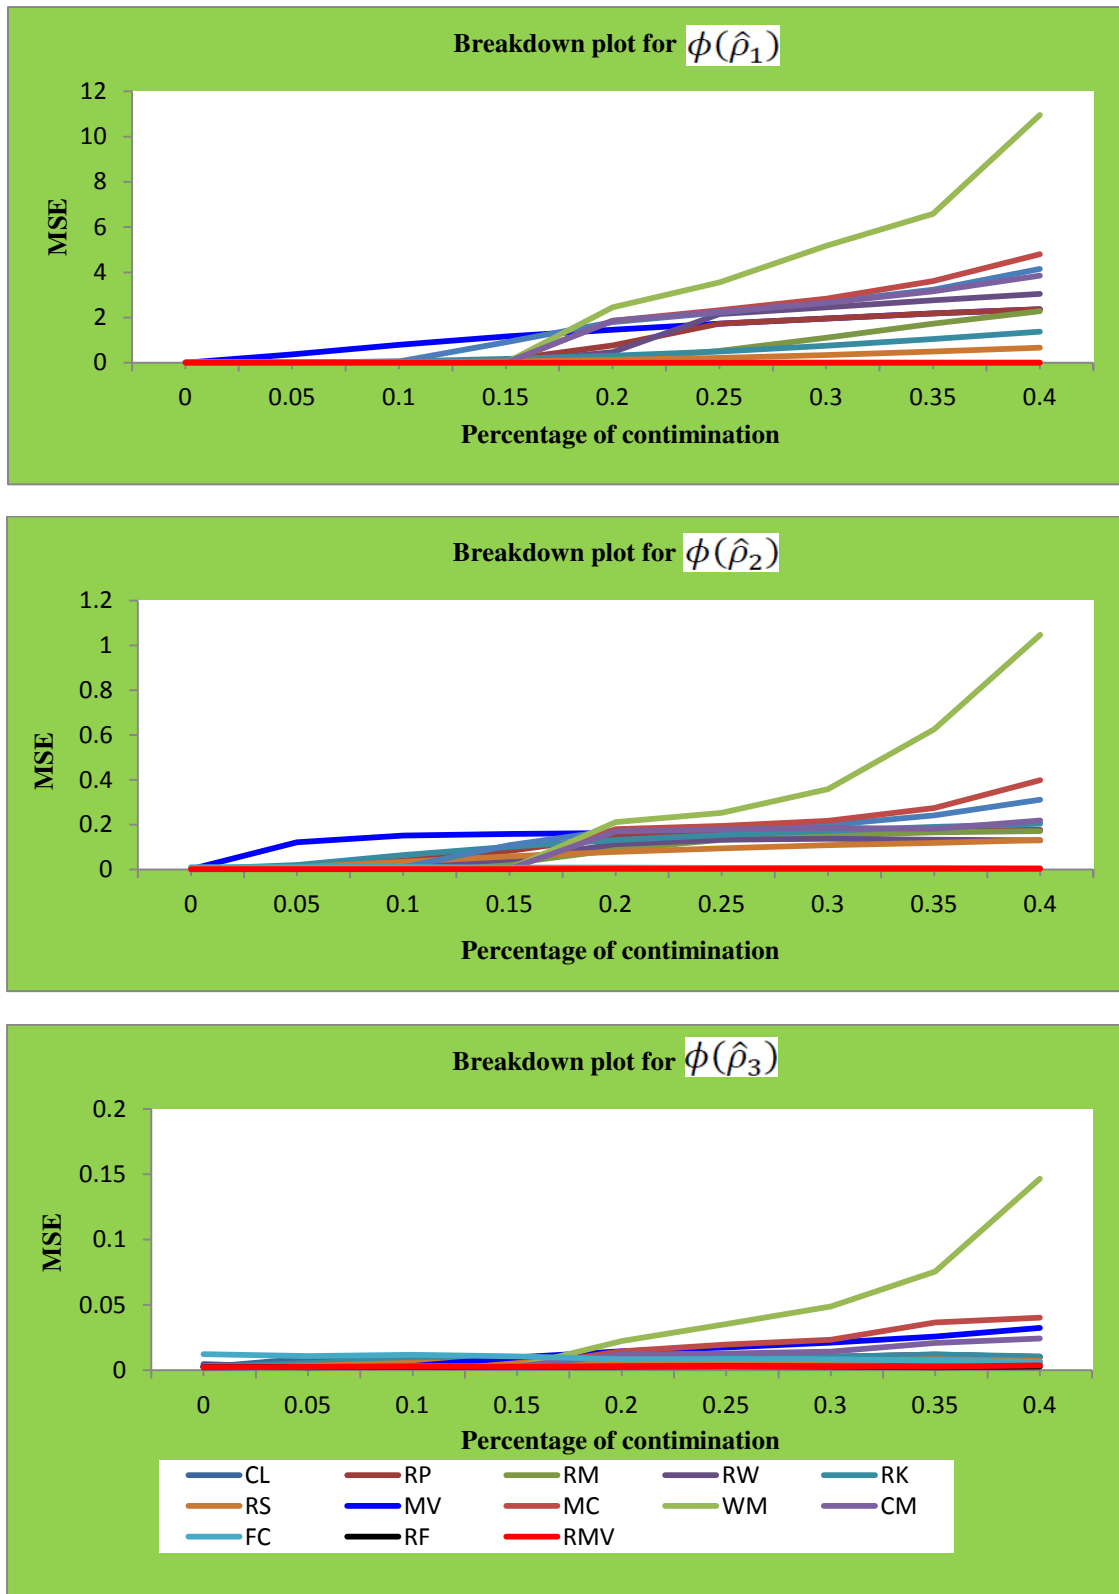 Breakdown plot for ϕ(ρ̂₁)
12
10
8
6
4
2
0
MSE
0 0.05 0.1 0.15 0.2 0.25 0.3 0.35 0.4
Percentage of contimination
Breakdown plot for ϕ(ρ̂₂)
1.2
1
0.8
0.6
0.4
0.2
0
MSE
0 0.05 0.1 0.15 0.2 0.25 0.3 0.35 0.4
Percentage of contimination
Breakdown plot for ϕ(ρ̂₃)
0.2
0.15
0.1
0.05
0
MSE
0 0.05 0.1 0.15 0.2 0.25 0.3 0.35 0.4
Percentage of contimination
CL RP RM RW RK
RS MV MC WM CM
FC RF RMV